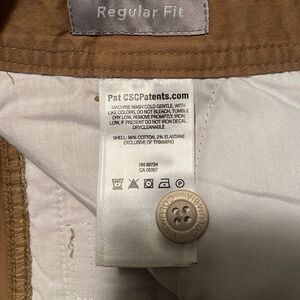 Regular Fit
Pat CSCPatents.com
MACHINE WASH COLD GENTLE, WITH
LIKE COLORS, DO NOT BLEACH, TUMBLE
DRY LOW, REMOVE PROMPTLY, IRON
LOW, IF PRESENT DO NOT IRON DECAL,
DRYCLEANABLE
SHELL: 98% COTTON, 2% ELASTANE
EXCLUSIVE OF TRIMMING
RN 69724
CA 05367
COLUMBIA